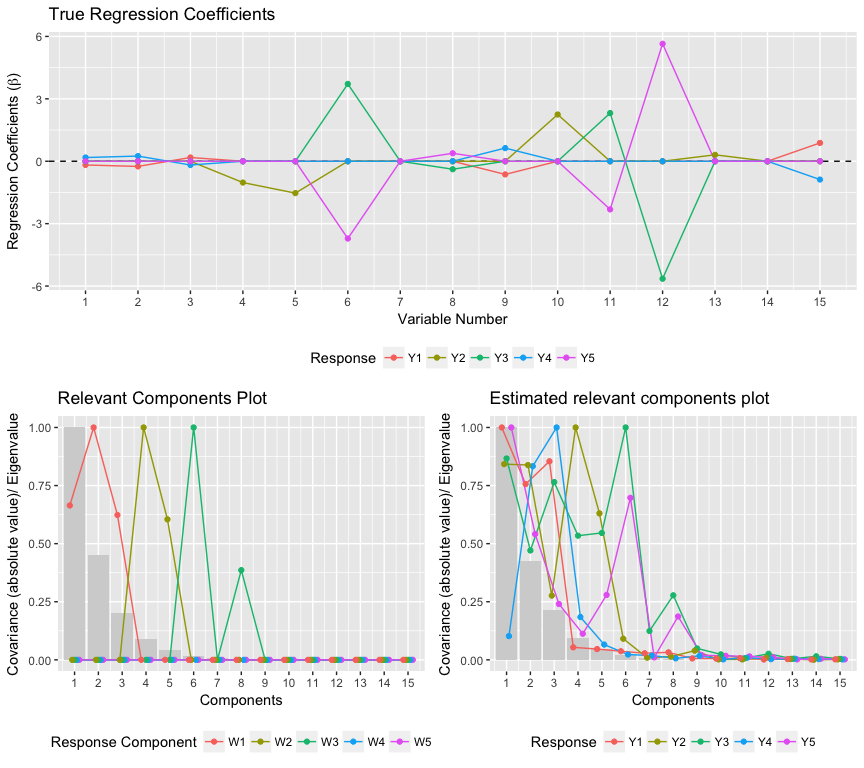 True Regression Coefficients
Regression Coefficients (β)
6
3
0
-3
-6
1 2 3 4 5 6 7 8 9 10 11 12 13 14 15
Variable Number
Response Y1 Y2 Y3 Y4 Y5
Relevant Components Plot
Covariance (absolute value)/ Eigenvalue
1.00
0.75
0.50
0.25
0.00
1 2 3 4 5 6 7 8 9 10 11 12 13 14 15
Components
Response Component W1 W2 W3 W4 W5
Estimated relevant components plot
Covariance (absolute value)/ Eigenvalue
1.00
0.75
0.50
0.25
0.00
1 2 3 4 5 6 7 8 9 10 11 12 13 14 15
Components
Response Y1 Y2 Y3 Y4 Y5